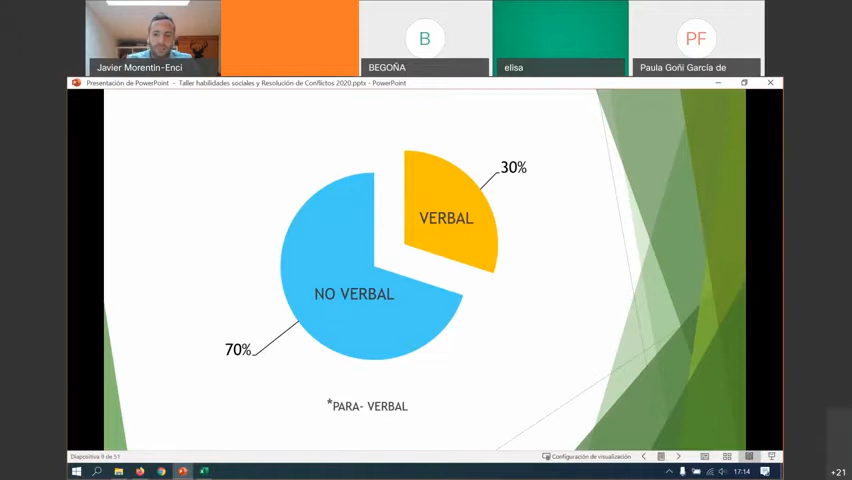 B
PF
Javier Morentin-Enci
BEGOÑA
elisa
Paula Goñi García de
Presentación de PowerPoint - Taller habilidades sociales y Resolución de Conflictos 2020.pptx - PowerPoint
30%
VERBAL
NO VERBAL
70%
*PARA- VERBAL
Diapositiva 9 de 51
Configuración de visualización
17:14
+21